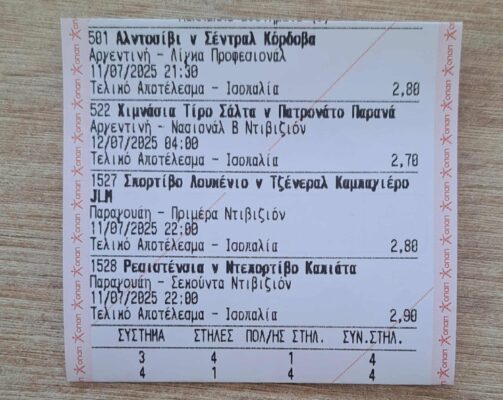 501 Αλντοσίβι v Σέντραλ Κόρδοβα
Αργεντινή - Λίγκα Προφεσιονάλ
11/07/2025 21:30
Τελικό Αποτέλεσμα - Ισοπαλία 2,80
522 Χιμνάσια Τίρο Σάλτα v Πατρονάτο Παρανά
Αργεντινή - Νασιονάλ Β Ντιβιζιόν
12/07/2025 04:00
Τελικό Αποτέλεσμα - Ισοπαλία 2,70
1527 Σπορτίβο Λουκένιο v Τζένεραλ Καμπαγιέρο
JLM
Παραγουάη - Πριμέρα Ντιβιζιόν
11/07/2025 22:00
Τελικό Αποτέλεσμα - Ισοπαλία 2,80
1528 Ρεσιστένσια v Ντεπορτίβο Καπιάτα
Παραγουάη - Σεκούντα Ντιβιζιόν
11/07/2025 22:00
Τελικό Αποτέλεσμα - Ισοπαλία 2,90
ΣΥΣΤΗΜΑ ΣΤΗΛΕΣ ΠΟΛ/ΗΣ ΣΤΗΛ. ΣΥΝ.ΣΤΗΛ.
3 4 1 4
4 1 4 4